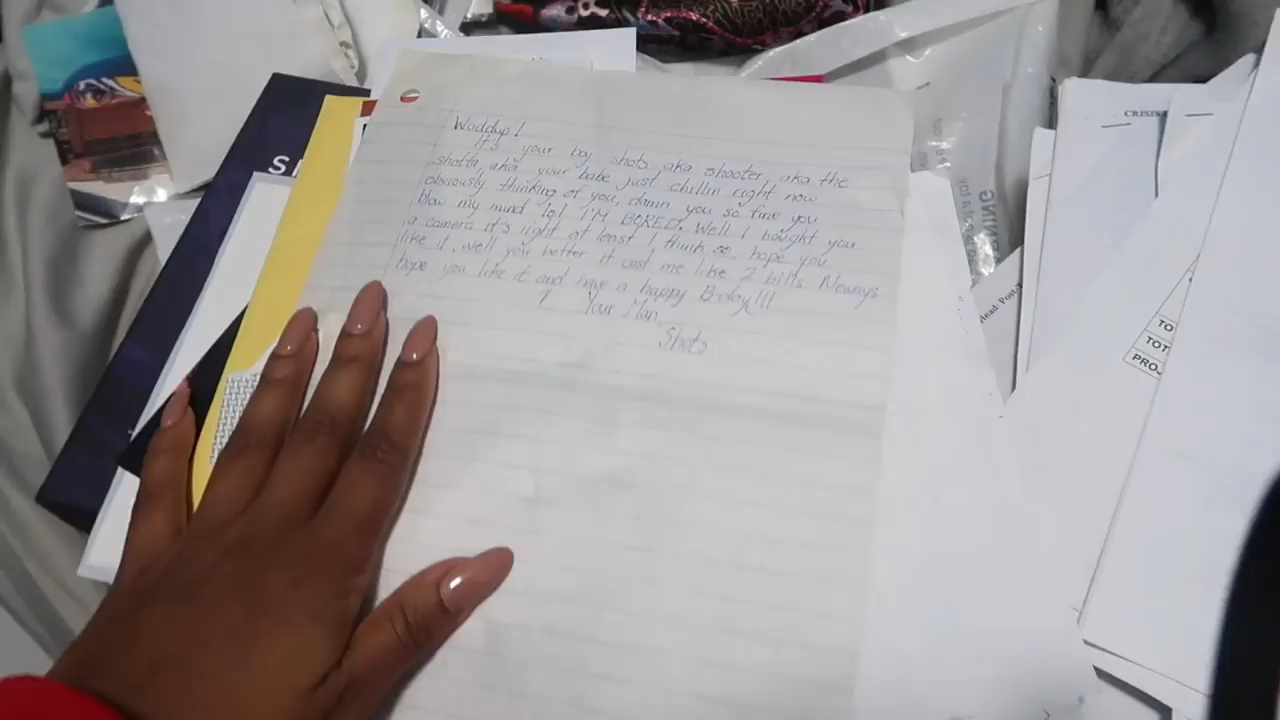 Waddup!
It's your boy shots aka shooter, aka the
shotta, aka your babe just chillin right now
obviously thinking of you, damn you so fine you
blow my mind lol I'M BORED. Well I bought you
a camera it's right at least I think so, hope you
like it, well you better it cost me like 2 bills Neways
hope you like it and have a happy B-day!!!
Your Man,
Shots
CRISIS
TO
TOT
PROJ